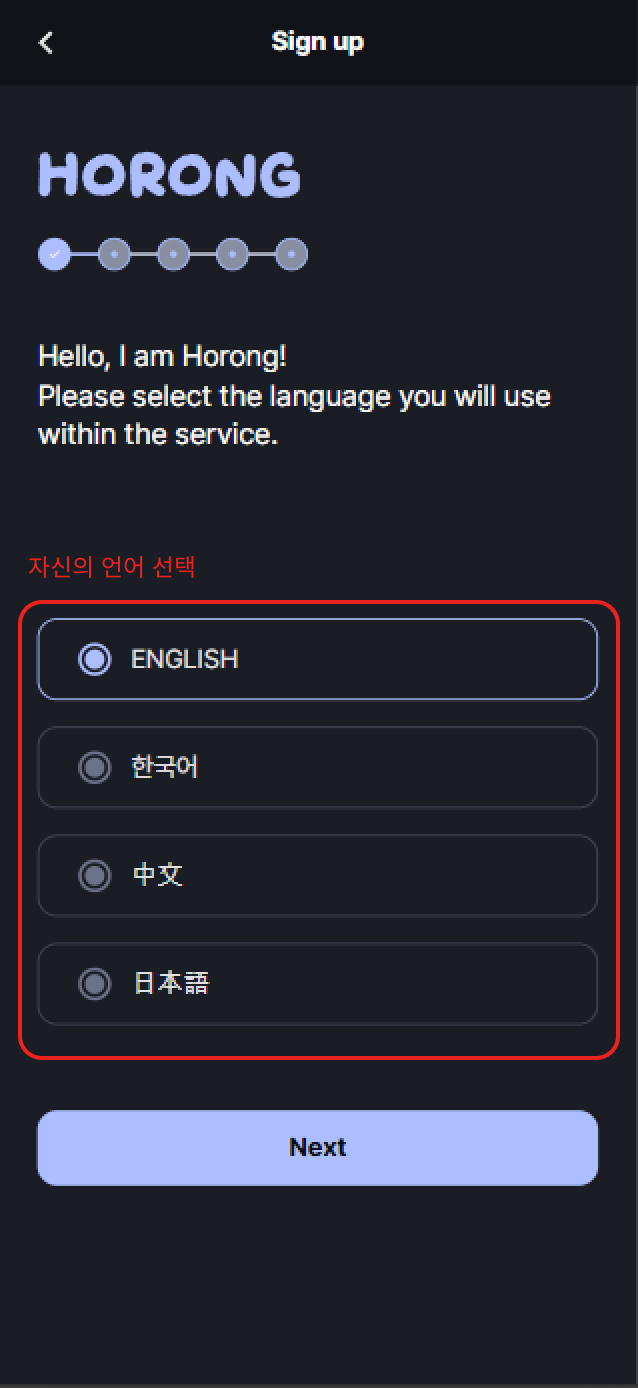 Sign up
HORONG
Hello, I am Horong!
Please select the language you will use
within the service.
자신의 언어 선택
ENGLISH
한국어
中文
日本語
Next